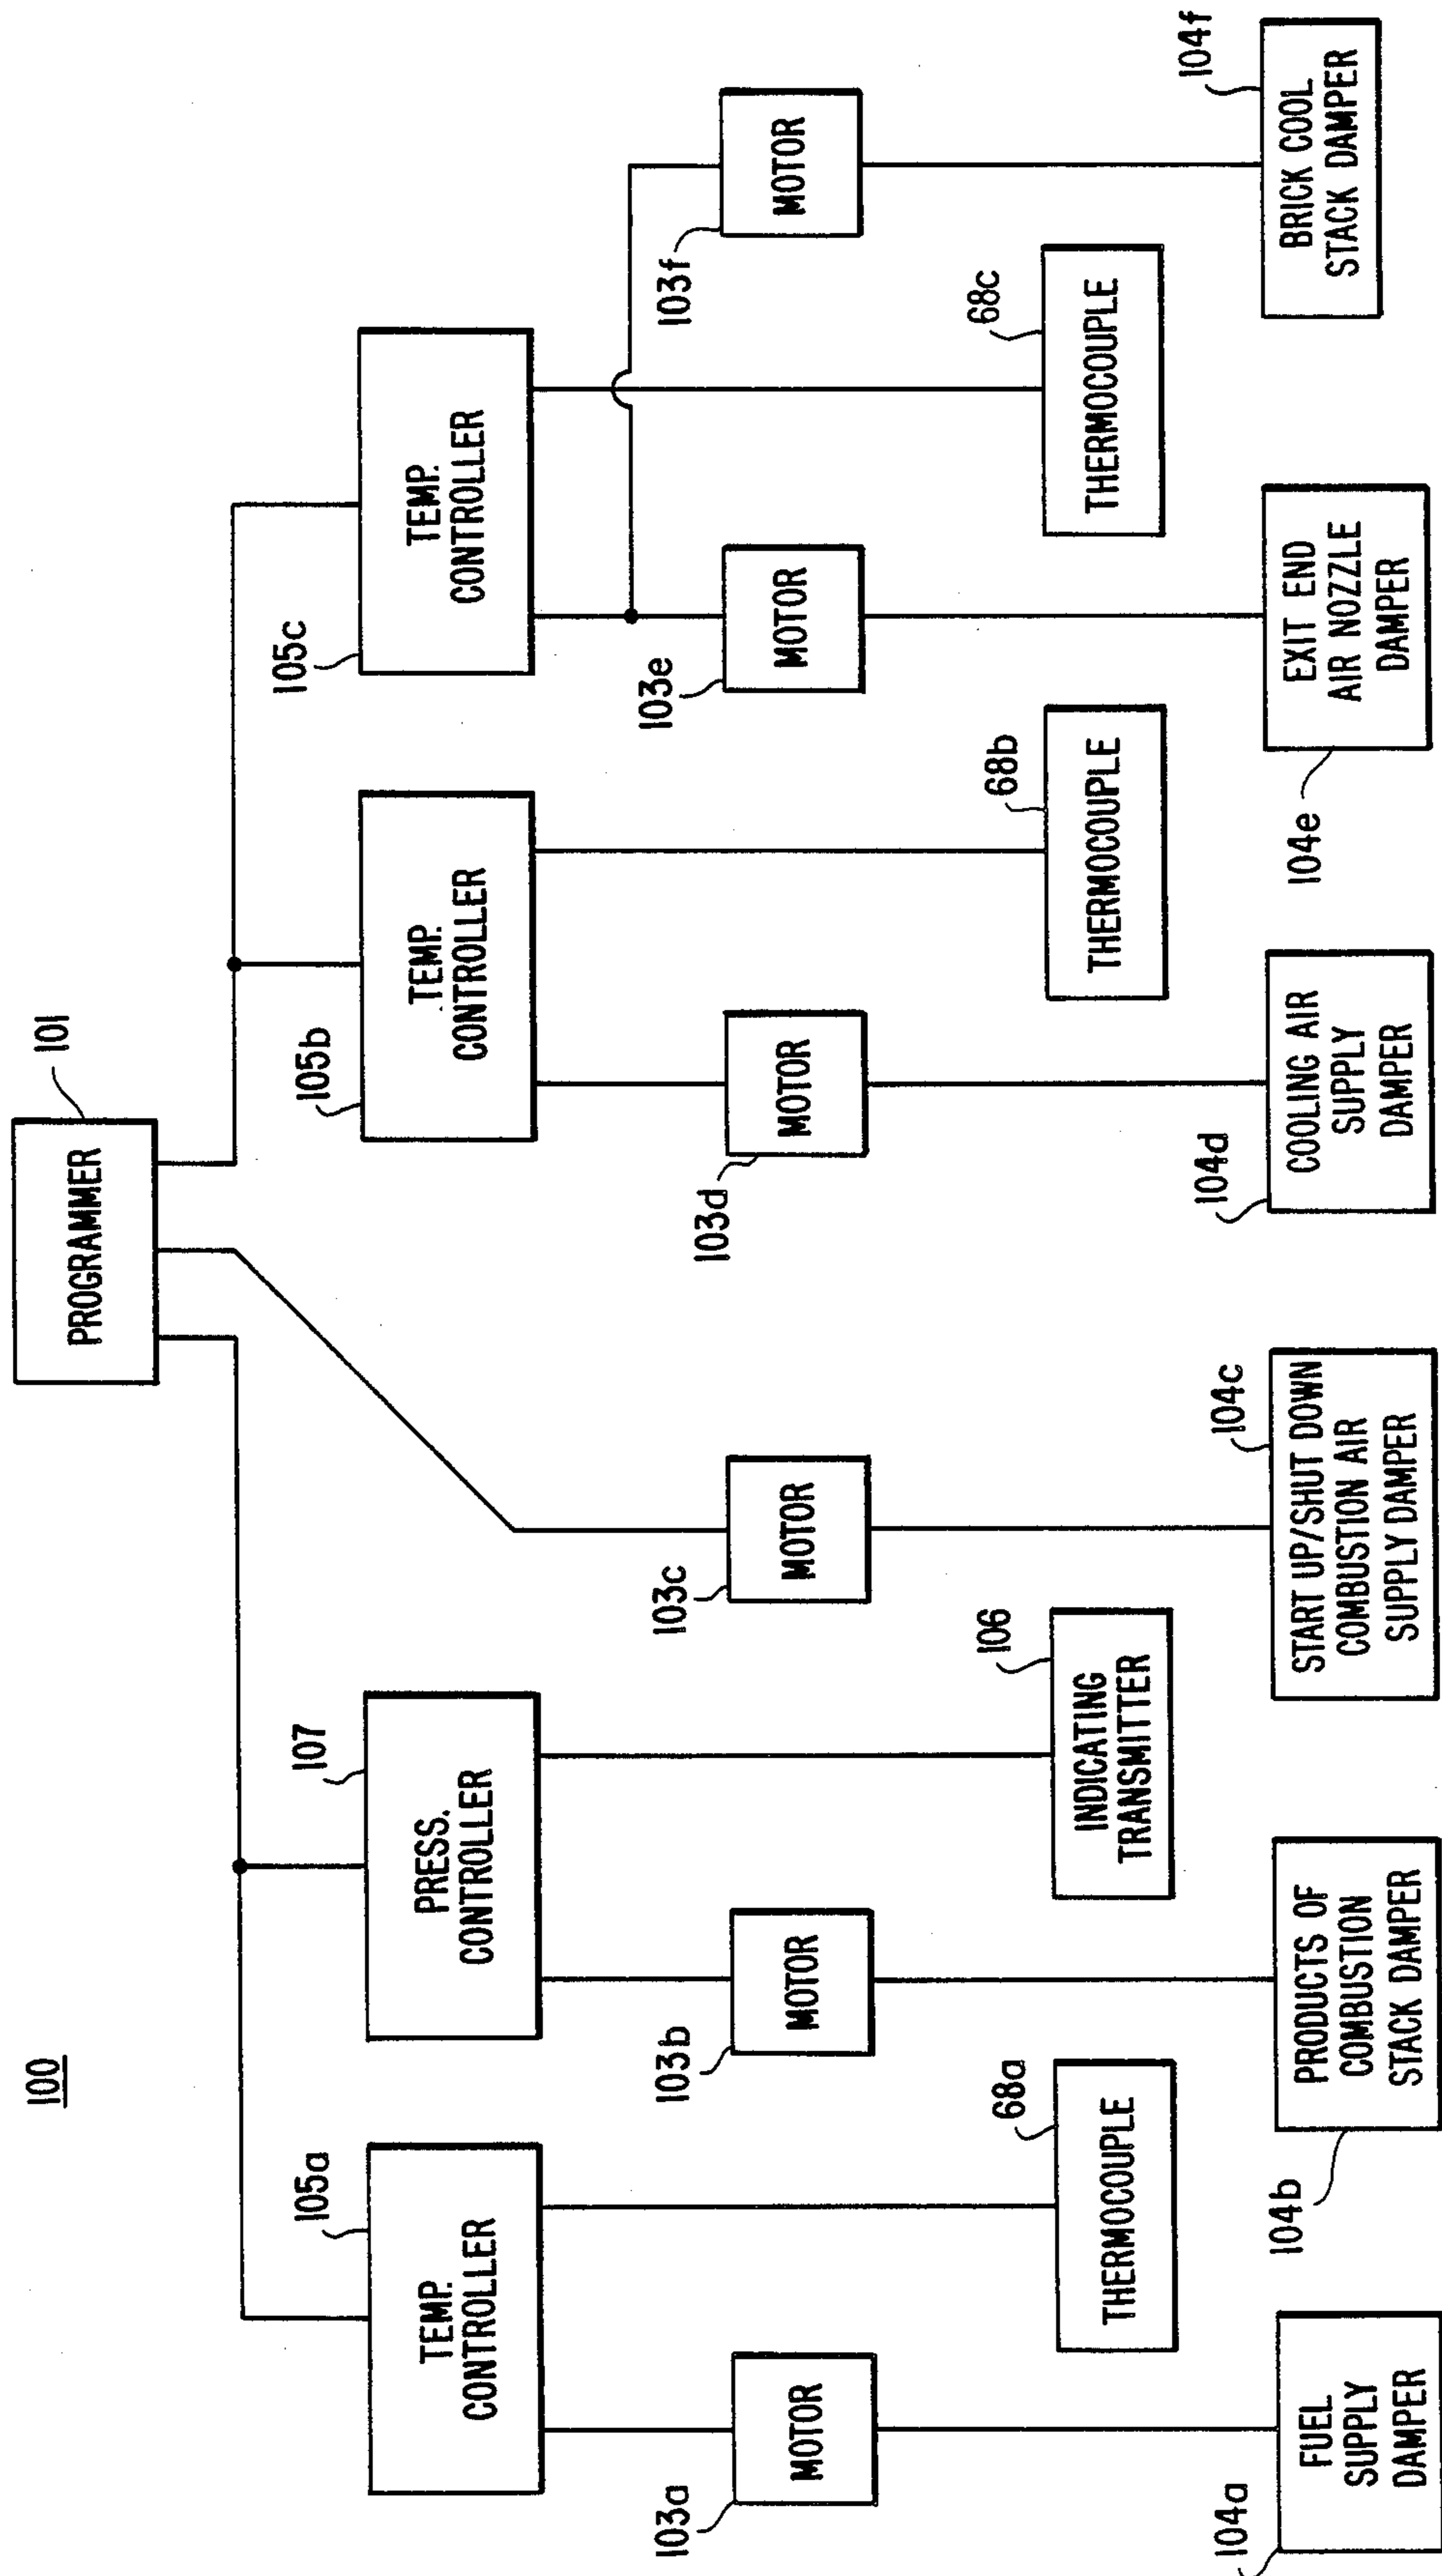 100
PROGRAMMER
101
TEMP.
CONTROLLER
105a
PRESS.
CONTROLLER
107
TEMP.
CONTROLLER
105b
TEMP.
CONTROLLER
105c
MOTOR
103a
MOTOR
103b
MOTOR
103c
MOTOR
103d
MOTOR
103e
MOTOR
103f
THERMOCOUPLE
68a
INDICATING
TRANSMITTER
106
THERMOCOUPLE
68b
THERMOCOUPLE
68c
FUEL
SUPPLY
DAMPER
104a
PRODUCTS OF
COMBUSTION
STACK DAMPER
104b
START UP/SHUT DOWN
COMBUSTION AIR
SUPPLY DAMPER
104c
COOLING AIR
SUPPLY
DAMPER
104d
EXIT END
AIR NOZZLE
DAMPER
104e
BRICK COOL
STACK DAMPER
104f